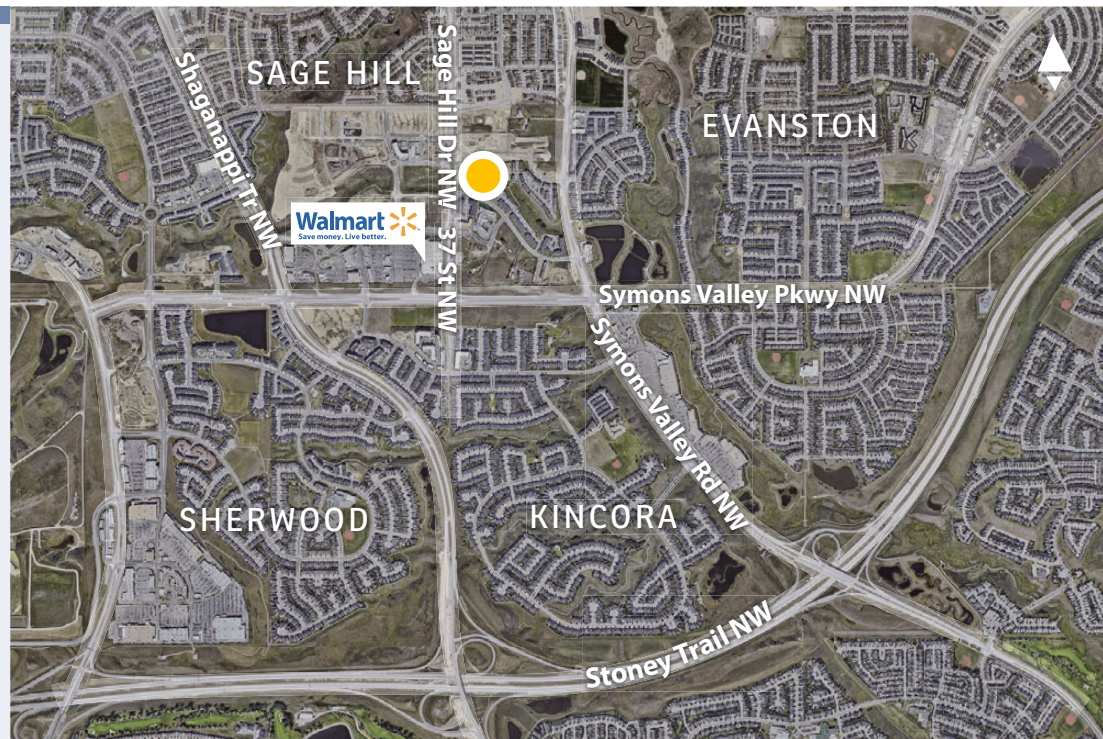 SAGE HILL
Shaganappi Tr NW
Sage Hill Dr NW
37 St NW
EVANSTON
Walmart
Save money. Live better.
Symons Valley Pkwy NW
Symons Valley Rd NW
SHERWOOD
KINCORA
Stoney Trail NW